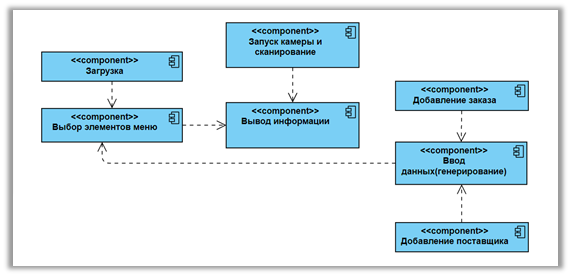 <<component>>
Запуск камеры и
сканирование
<<component>>
Загрузка
<<component>>
Выбор элементов меню
<<component>>
Вывод информации
<<component>>
Добавление заказа
<<component>>
Ввод
данных(генерирование)
<<component>>
Добавление поставщика